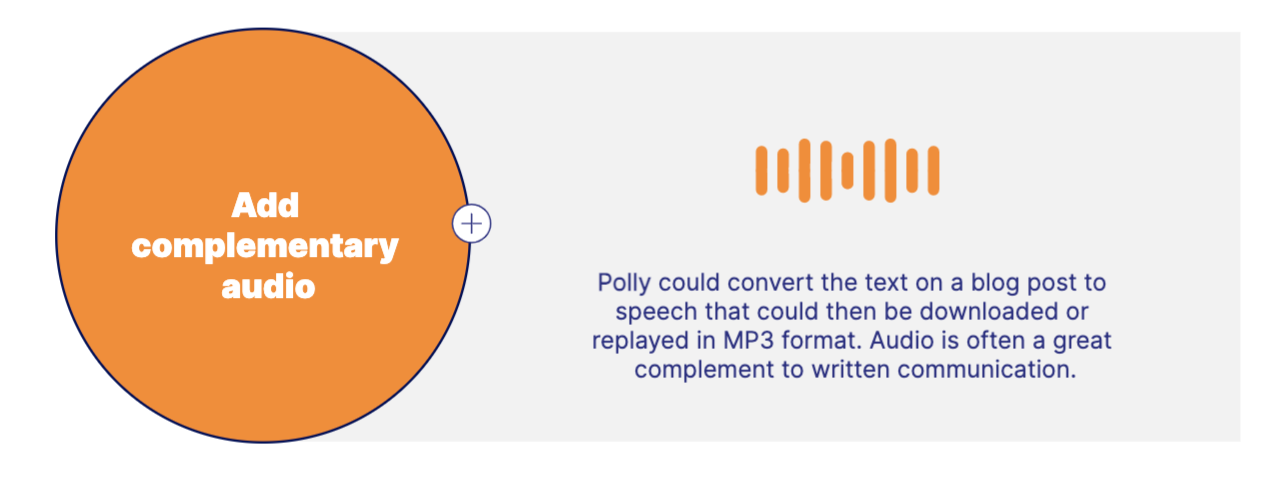 Add
complementary
audio
Polly could convert the text on a blog post to
speech that could then be downloaded or
replayed in MP3 format. Audio is often a great
complement to written communication.